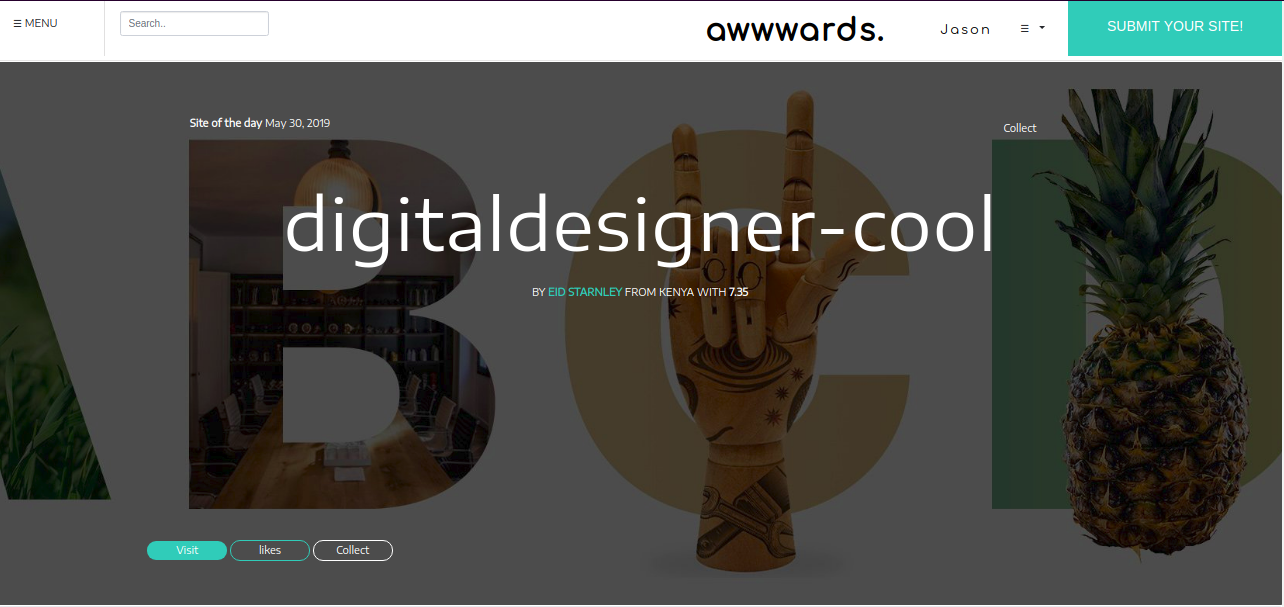 ☰ MENU
Search..
awwwards.
Jason
☰
SUBMIT YOUR SITE!
Site of the day May 30, 2019
Collect
digitaldesigner-cool
BY EID STARNLEY FROM KENYA WITH 7.35
Visit
likes
Collect